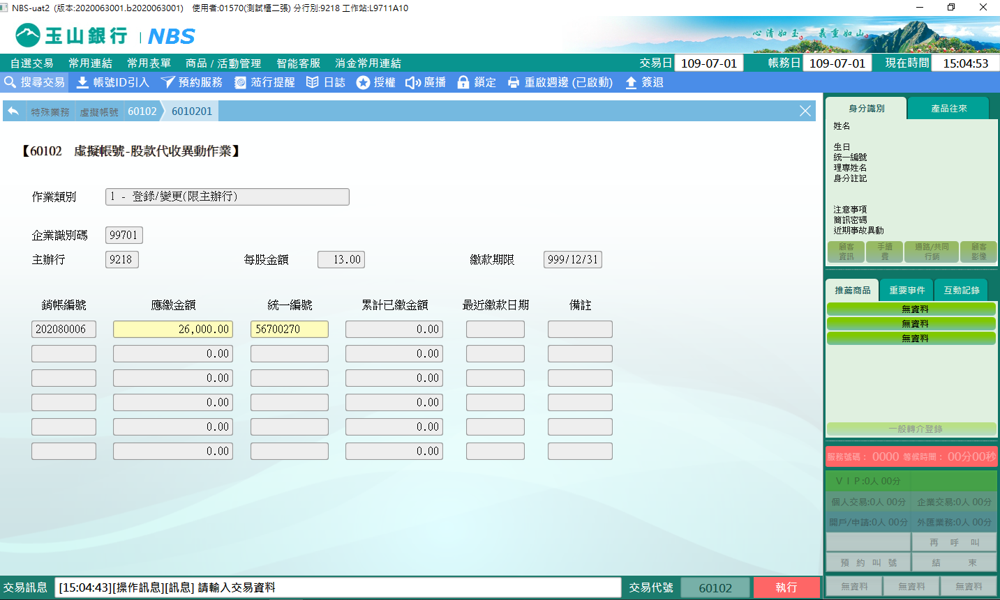 NBS-uat2 (版本:2020063001.b2020063001) 使用者:01570(測試櫃二張) 分行別:9218 工作站:L9711A10
玉山銀行 | NBS
心清如玉 義重如山
自選交易 常用連結 常用表單 商品 / 活動管理 智能客服 消金常用連結 交易日 109-07-01 帳務日 109-07-01 現在時間 15:04:53
搜尋交易 帳號ID引入 預約服務 蒞行提醒 日誌 授權 廣播 鎖定 重啟週邊 (已啟動) 簽退
特殊業務 虛擬帳號 60102 6010201
【60102 虛擬帳號-股款代收異動作業】
作業類別 1 - 登錄/變更(限主辦行)
企業識別碼 99701
主辦行 9218 每股金額 13.00 繳款期限 999/12/31
銷帳編號 應繳金額 統一編號 累計已繳金額 最近繳款日期 備註
202080006 26,000.00 56700270 0.00
0.00 0.00
0.00 0.00
0.00 0.00
0.00 0.00
0.00 0.00
身分識別 產品往來
姓名
生日
統一編號
理專姓名
身分註記
注意事項
簡訊密碼
近期事故異動
顧客資訊 手續費 通路/共同行銷 顧客影像
推薦商品 重要事件 互動記錄
無資料
無資料
無資料
一般轉介登錄
服務號碼： 0000 等候時間： 00分00秒
ＶＩＰ:0人 00分
個人交易:0人 00分 企業交易:0人 00分
開戶/申請:0人 00分 外匯業務:0人 00分
再 呼 叫
預 約 叫 號 結 束
無資料 無資料 無資料
交易訊息 [15:04:43][操作訊息][訊息] 請輸入交易資料 交易代號 60102 執行